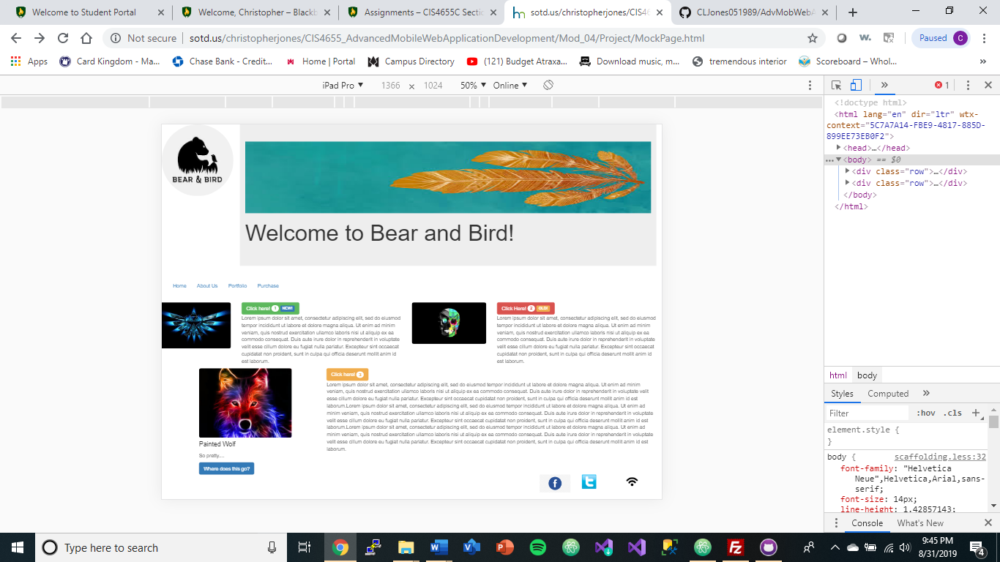 Welcome to Student Portal
Welcome, Christopher – Blackb
Assignments – CIS4655C Sectio
sotd.us/christopherjones/CIS46
CLJones051989/AdvMobWebA
Not secure
sotd.us/christopherjones/CIS4655_AdvancedMobileWebApplicationDevelopment/Mod_04/Project/MockPage.html
W.
Paused
C
Apps
Card Kingdom - Ma...
Chase Bank - Credit...
Home | Portal
Campus Directory
(121) Budget Atraxa...
Download music, m...
tremendous interior
Scoreboard – Whol...
»
iPad Pro ▼
1366 x 1024
50% ▼
Online ▼
BEAR & BIRD
Welcome to Bear and Bird!
Home
About Us
Portfolio
Purchase
Click here! 1 NEW!
Lorem ipsum dolor sit amet, consectetur adipiscing elit, sed do eiusmod
tempor incididunt ut labore et dolore magna aliqua. Ut enim ad minim
veniam, quis nostrud exercitation ullamco laboris nisi ut aliquip ex ea
commodo consequat. Duis aute irure dolor in reprehenderit in voluptate
velit esse cillum dolore eu fugiat nulla pariatur. Excepteur sint occaecat
cupidatat non proident, sunt in culpa qui officia deserunt mollit anim id
est laborum.
Click Here! 2 OLD!
Lorem ipsum dolor sit amet, consectetur adipiscing elit, sed do eiusmod
tempor incididunt ut labore et dolore magna aliqua. Ut enim ad minim
veniam, quis nostrud exercitation ullamco laboris nisi ut aliquip ex ea
commodo consequat. Duis aute irure dolor in reprehenderit in voluptate
velit esse cillum dolore eu fugiat nulla pariatur. Excepteur sint occaecat
cupidatat non proident, sunt in culpa qui officia deserunt mollit anim id
est laborum.
Painted Wolf
So pretty....
Where does this go?
Click here! 3
Lorem ipsum dolor sit amet, consectetur adipiscing elit, sed do eiusmod tempor incididunt ut labore et dolore magna aliqua. Ut enim ad minim
veniam, quis nostrud exercitation ullamco laboris nisi ut aliquip ex ea commodo consequat. Duis aute irure dolor in reprehenderit in voluptate
velit esse cillum dolore eu fugiat nulla pariatur. Excepteur sint occaecat cupidatat non proident, sunt in culpa qui officia deserunt mollit anim id est
laborum.Lorem ipsum dolor sit amet, consectetur adipiscing elit, sed do eiusmod tempor incididunt ut labore et dolore magna aliqua. Ut enim ad
minim veniam, quis nostrud exercitation ullamco laboris nisi ut aliquip ex ea commodo consequat. Duis aute irure dolor in reprehenderit in voluptate
velit esse cillum dolore eu fugiat nulla pariatur. Excepteur sint occaecat cupidatat non proident, sunt in culpa qui officia deserunt mollit anim id est
laborum.Lorem ipsum dolor sit amet, consectetur adipiscing elit, sed do eiusmod tempor incididunt ut labore et dolore magna aliqua. Ut enim ad
minim veniam, quis nostrud exercitation ullamco laboris nisi ut aliquip ex ea commodo consequat. Duis aute irure dolor in reprehenderit in voluptate
velit esse cillum dolore eu fugiat nulla pariatur. Excepteur sint occaecat cupidatat non proident, sunt in culpa qui officia deserunt mollit anim id est
laborum.
» 1
<!doctype html>
<html lang="en" dir="ltr" wtx-
context="5C7A7A14-FBE9-4817-885D-
899EE73EB0F2">
<head>…</head>
<body> == $0
<div class="row">…</div>
<div class="row">…</div>
</body>
</html>
html body
Styles Computed »
Filter :hov .cls +
element.style {
}
body { scaffolding.less:32
font-family: "Helvetica
Neue",Helvetica,Arial,sans-
serif;
font-size: 14px;
line-height: 1.42857143;
Console What's New
Type here to search
9:45 PM
8/31/2019
4